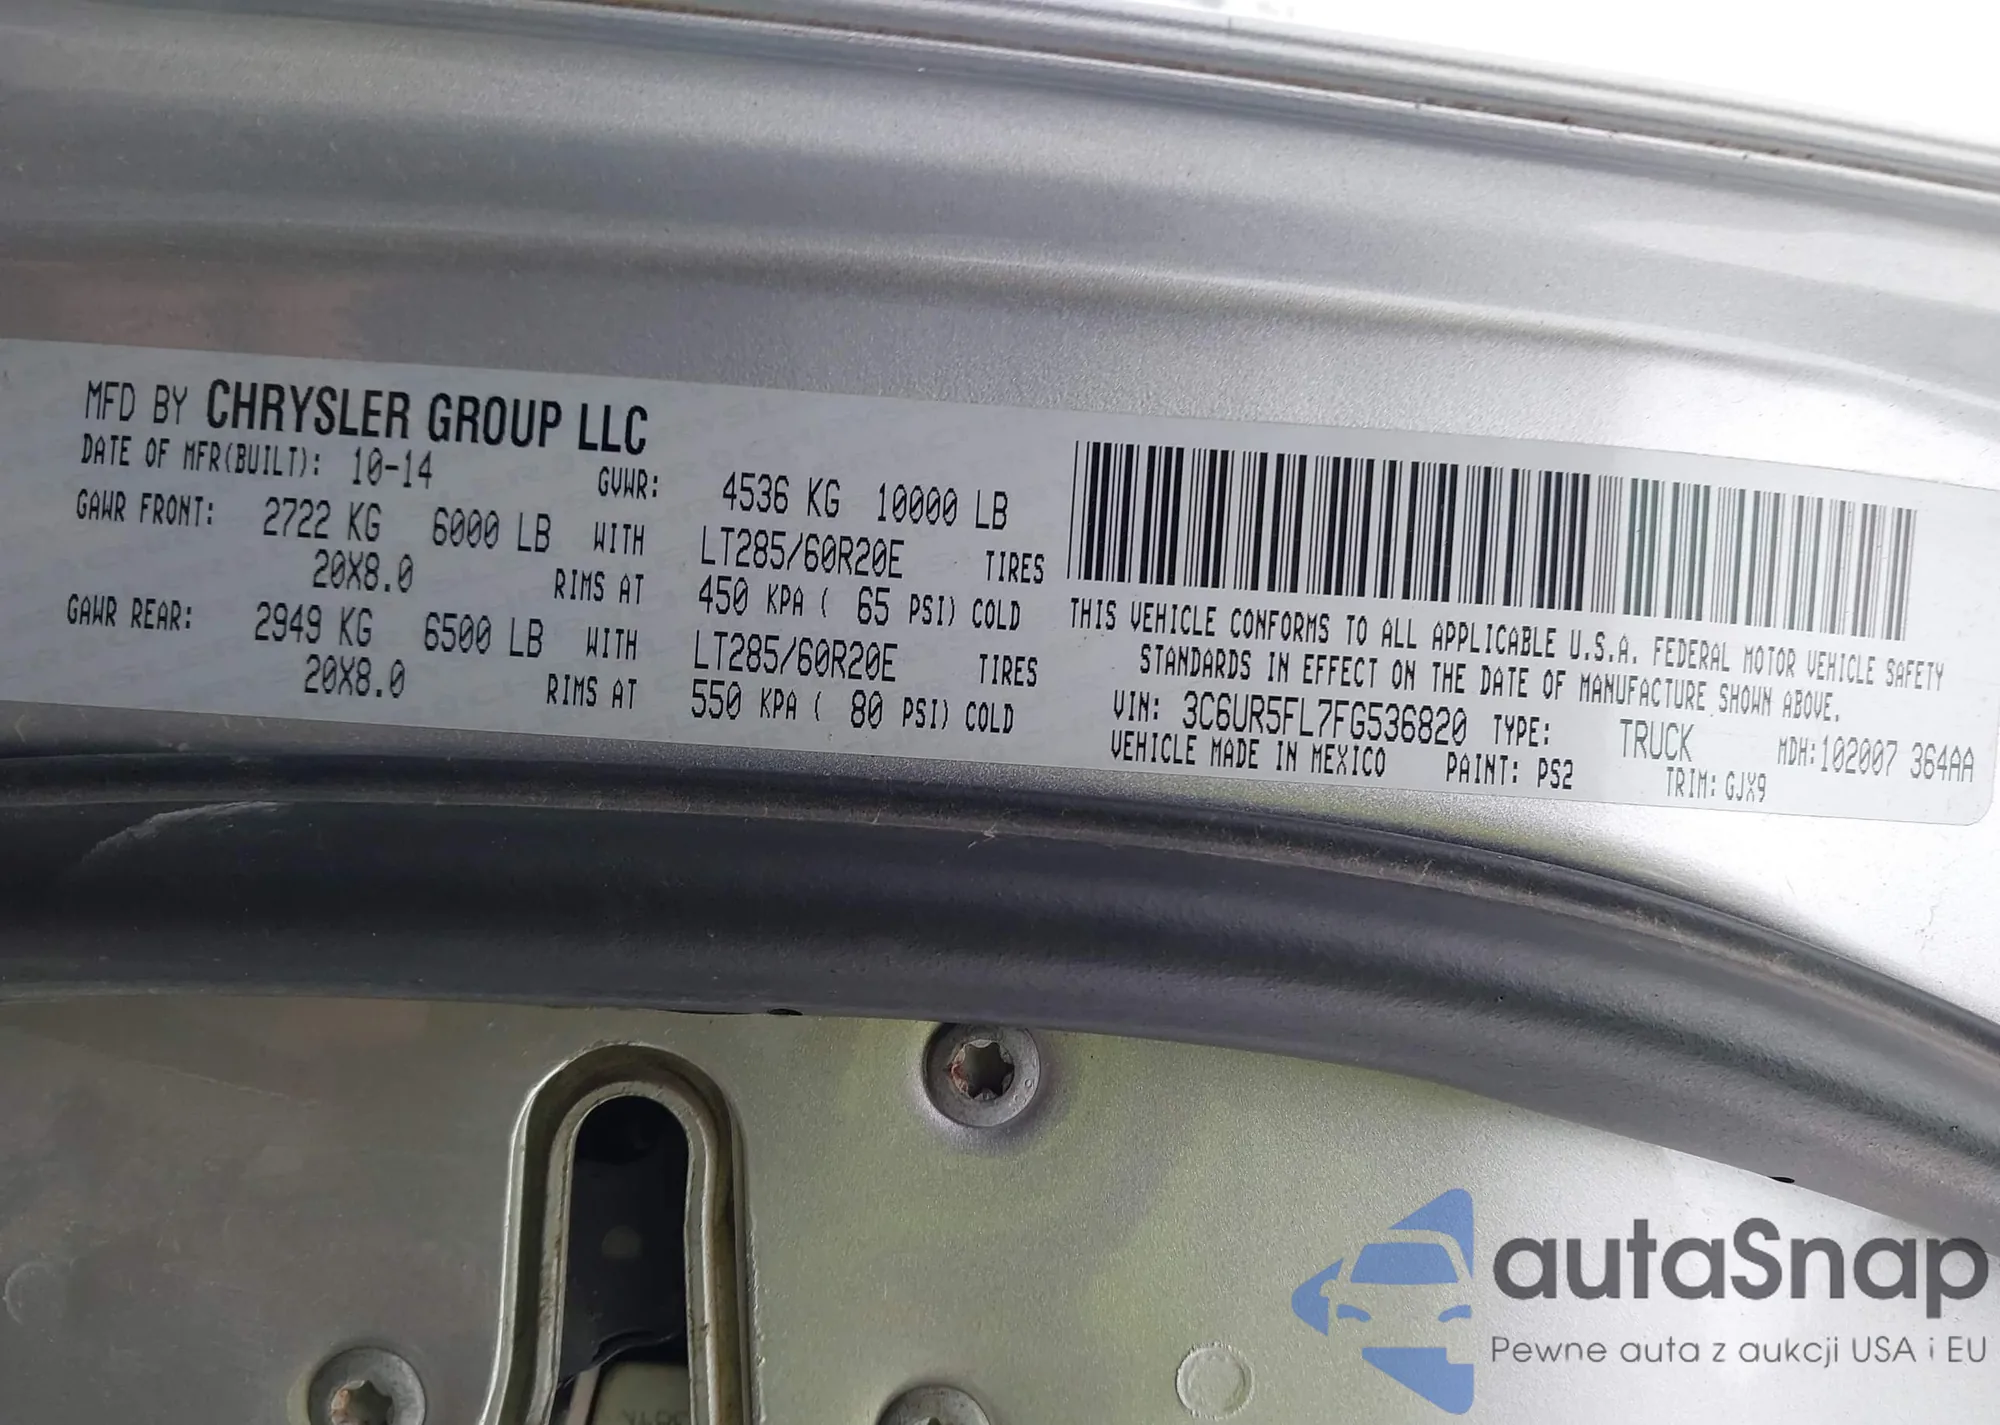 MFD BY CHRYSLER GROUP LLC
DATE OF MFR(BUILT): 10-14 GVWR: 4536 KG 10000 LB
GAWR FRONT: 2722 KG 6000 LB WITH LT285/60R20E TIRES
20X8.0 RIMS AT 450 KPA ( 65 PSI) COLD
GAWR REAR: 2949 KG 6500 LB WITH LT285/60R20E TIRES
20X8.0 RIMS AT 550 KPA ( 80 PSI) COLD
THIS VEHICLE CONFORMS TO ALL APPLICABLE U.S.A. FEDERAL MOTOR VEHICLE SAFETY
STANDARDS IN EFFECT ON THE DATE OF MANUFACTURE SHOWN ABOVE.
VIN: 3C6UR5FL7FG536820 TYPE: TRUCK MDH:102007 364AA
VEHICLE MADE IN MEXICO PAINT: PS2 TRIM: GJX9
autaSnap
Pewne auta z aukcji USA i EU